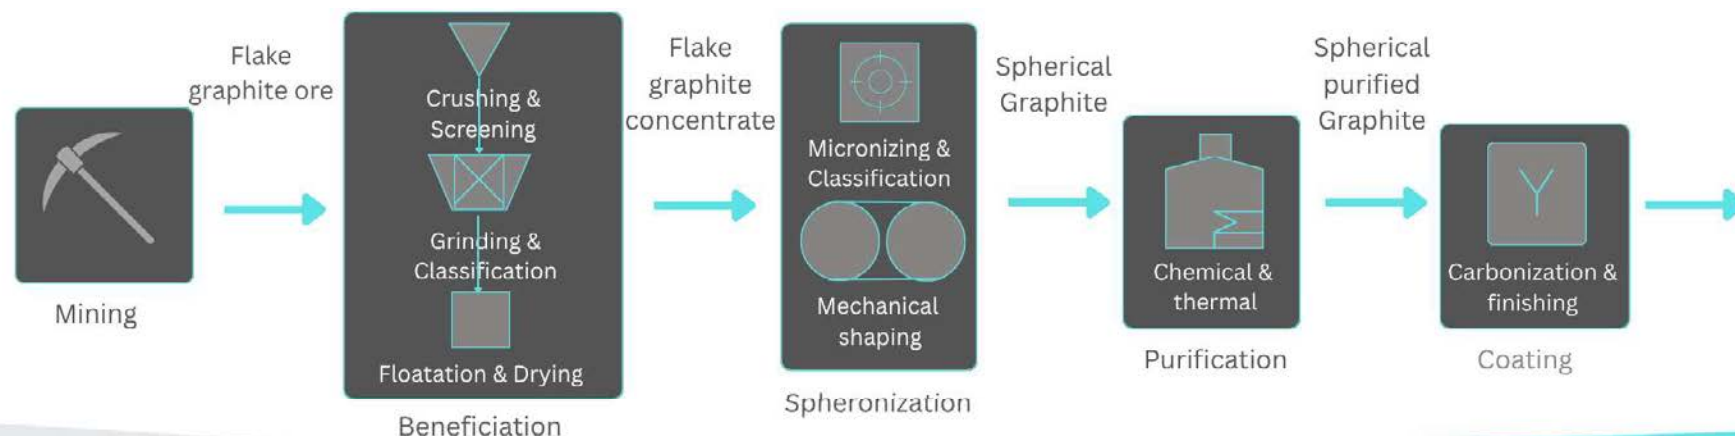 Flake
graphite ore
Mining
Crushing &
Screening
Grinding &
Classification
Floatation & Drying
Beneficiation
Flake
graphite
concentrate
Micronizing &
Classification
Mechanical
shaping
Spheronization
Spherical
Graphite
Chemical &
thermal
Purification
Spherical
purified
Graphite
Carbonization &
finishing
Coating